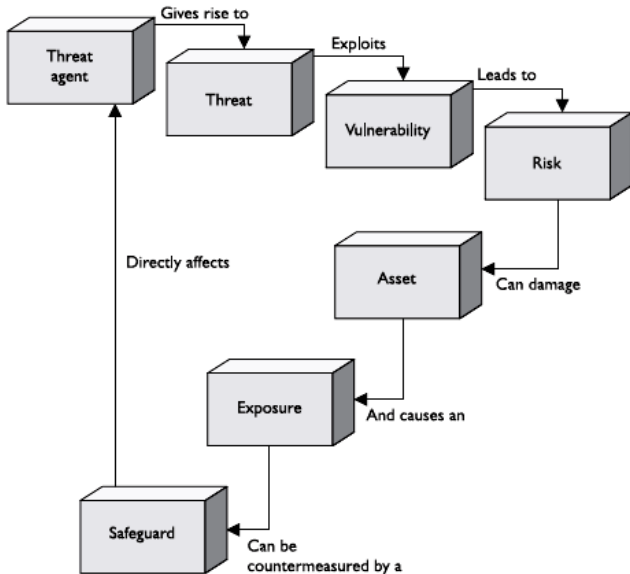 Gives rise to
Threat
agent
Exploits
Threat
Leads to
Vulnerability
Risk
Directly affects
Asset
Can damage
Exposure
And causes an
Safeguard
Can be
countermeasured by a